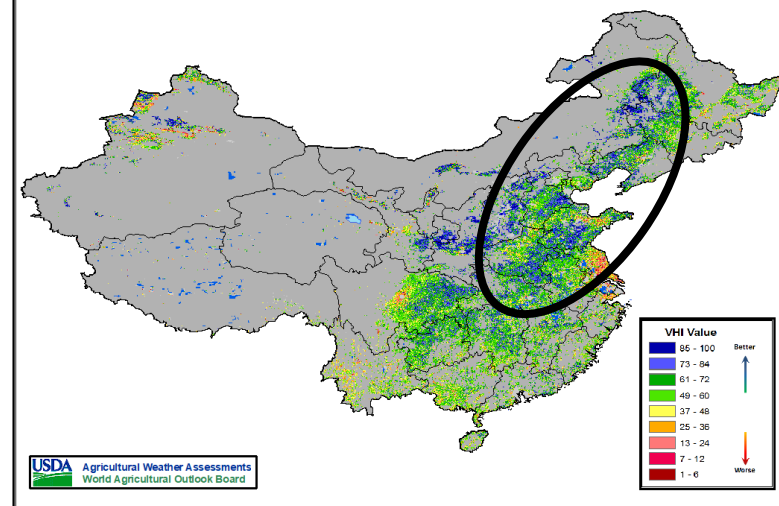 VHI Value
85 - 100
73 - 84
61 - 72
49 - 60
37 - 48
25 - 36
13 - 24
7 - 12
1 - 6
Better
Worse
USDA
Agricultural Weather Assessments
World Agricultural Outlook Board